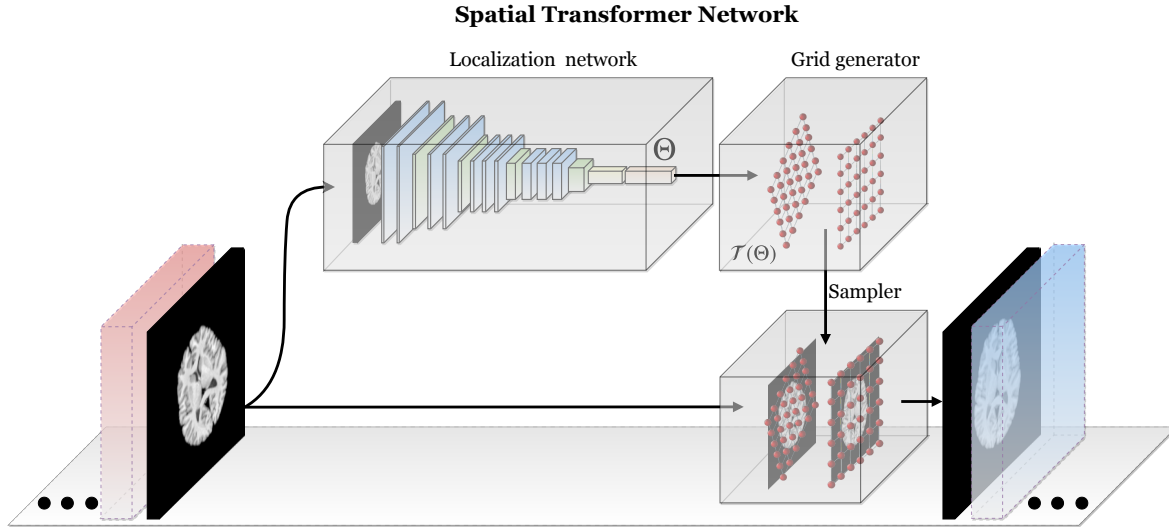 Spatial Transformer Network
Localization network
Grid generator
Θ
𝒯(Θ)
Sampler